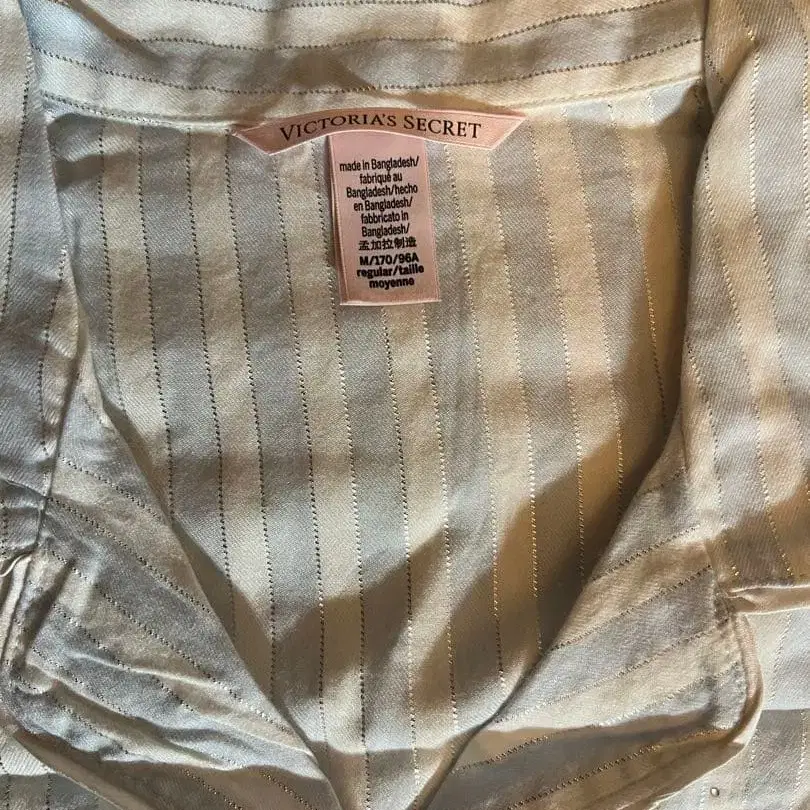 VICTORIA'S SECRET
made in Bangladesh/
fabriqué au
Bangladesh/hecho
en Bangladesh/
fabbricato in
Bangladesh/
孟加拉制造
M/170/96A
regular/taille
moyenne